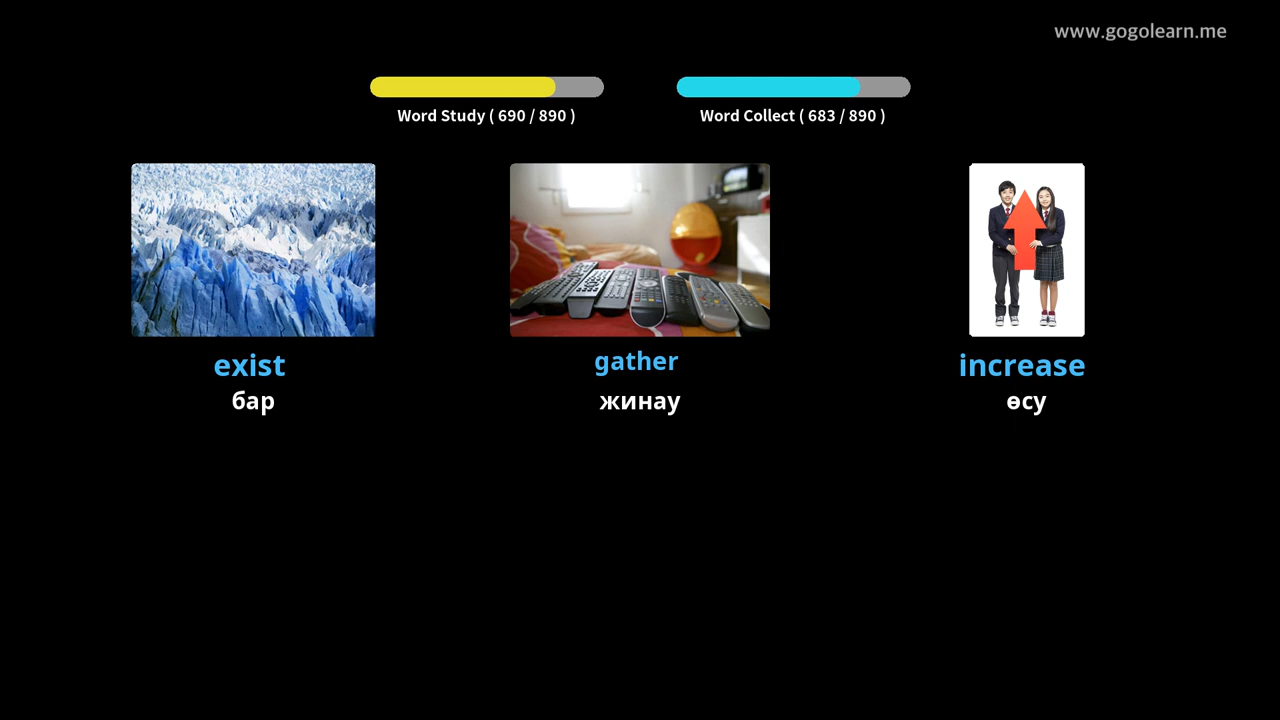 www.gogolearn.me
Word Study ( 690 / 890 )
Word Collect ( 683 / 890 )
exist
бар
gather
жинау
increase
өсу